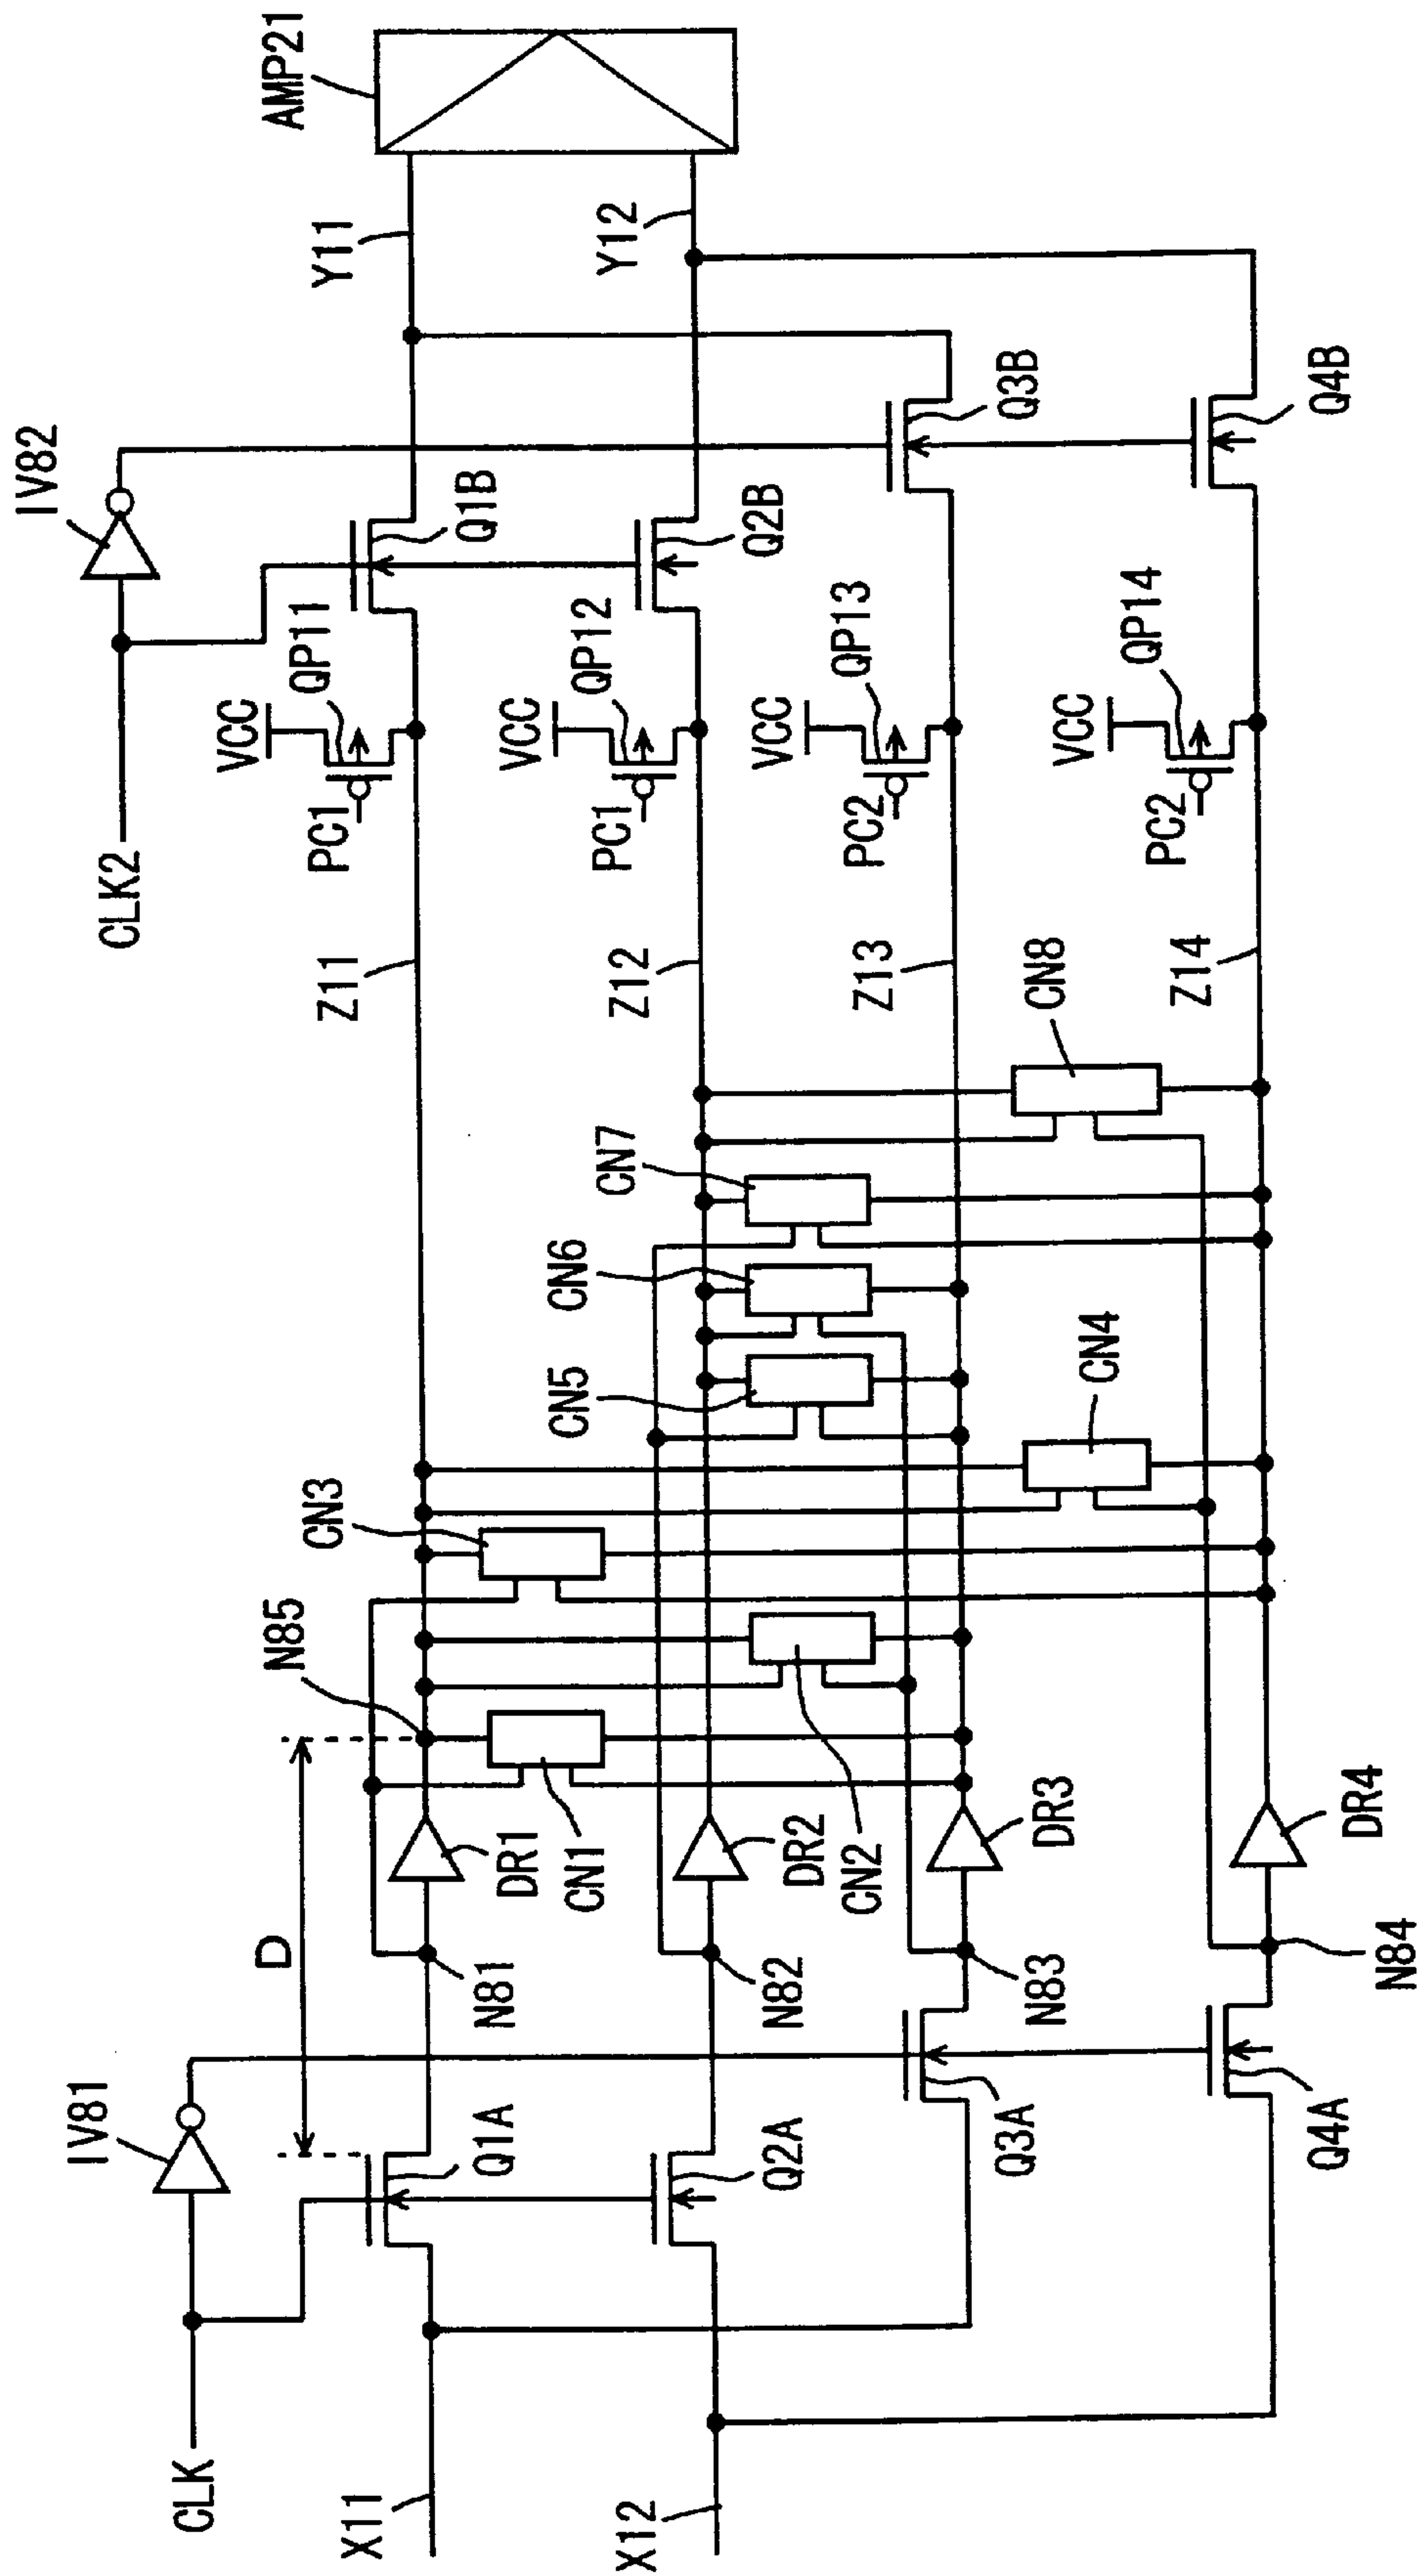 CLK
IV81
X11
X12
Q1A
Q2A
Q3A
Q4A
D
N81
N82
N83
N84
DR1
DR2
DR3
DR4
N85
CN1
CN2
CN3
CN4
CN5
CN6
CN7
CN8
Z11
Z12
Z13
Z14
CLK2
IV82
PC1
VCC
QP11
PC1
VCC
QP12
PC2
VCC
QP13
PC2
VCC
QP14
Q1B
Q2B
Q3B
Q4B
Y11
Y12
AMP21